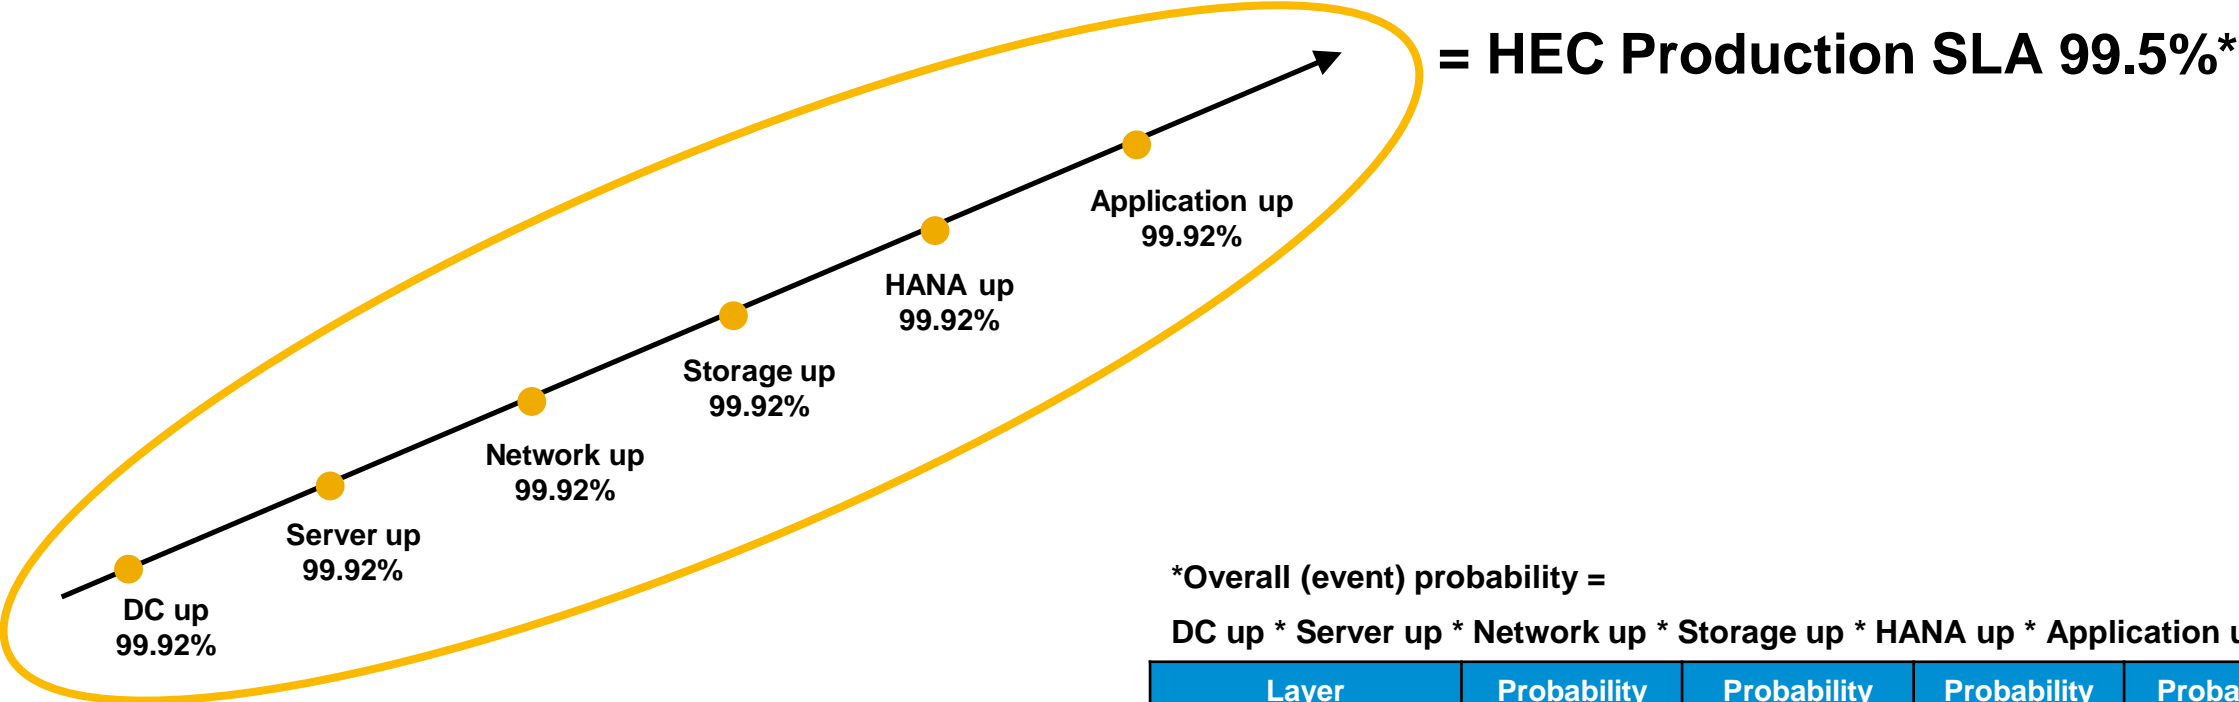 = HEC Production SLA 99.5%*
Application up
99.92%
HANA up
99.92%
Storage up
99.92%
Network up
99.92%
Server up
99.92%
DC up
99.92%
*Overall (event) probability =
DC up * Server up * Network up * Storage up * HANA up * Application
Layer Probability Probability Probability